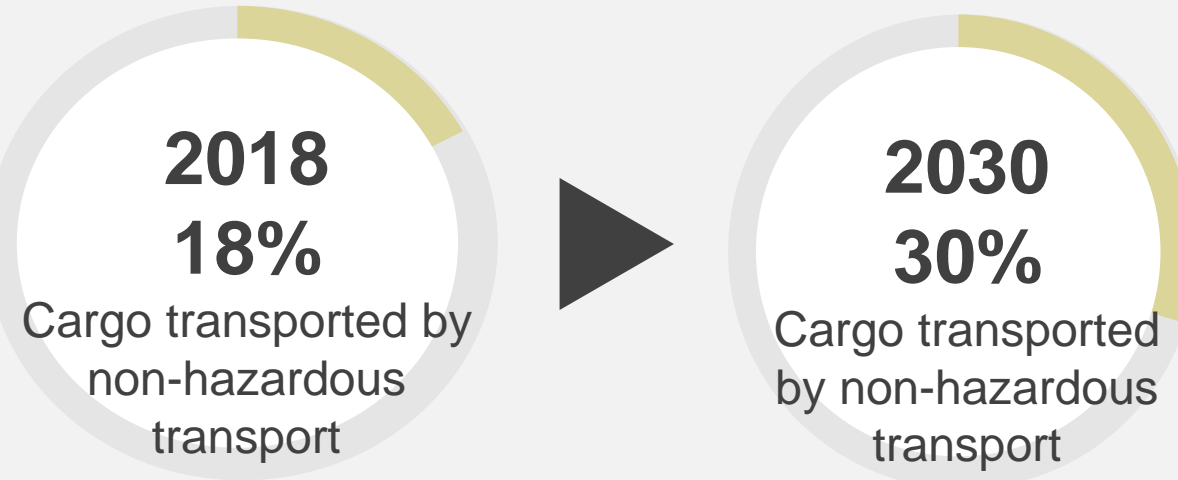 2018
18%
Cargo transported by
non-hazardous
transport
2030
30%
Cargo transported
by non-hazardous
transport